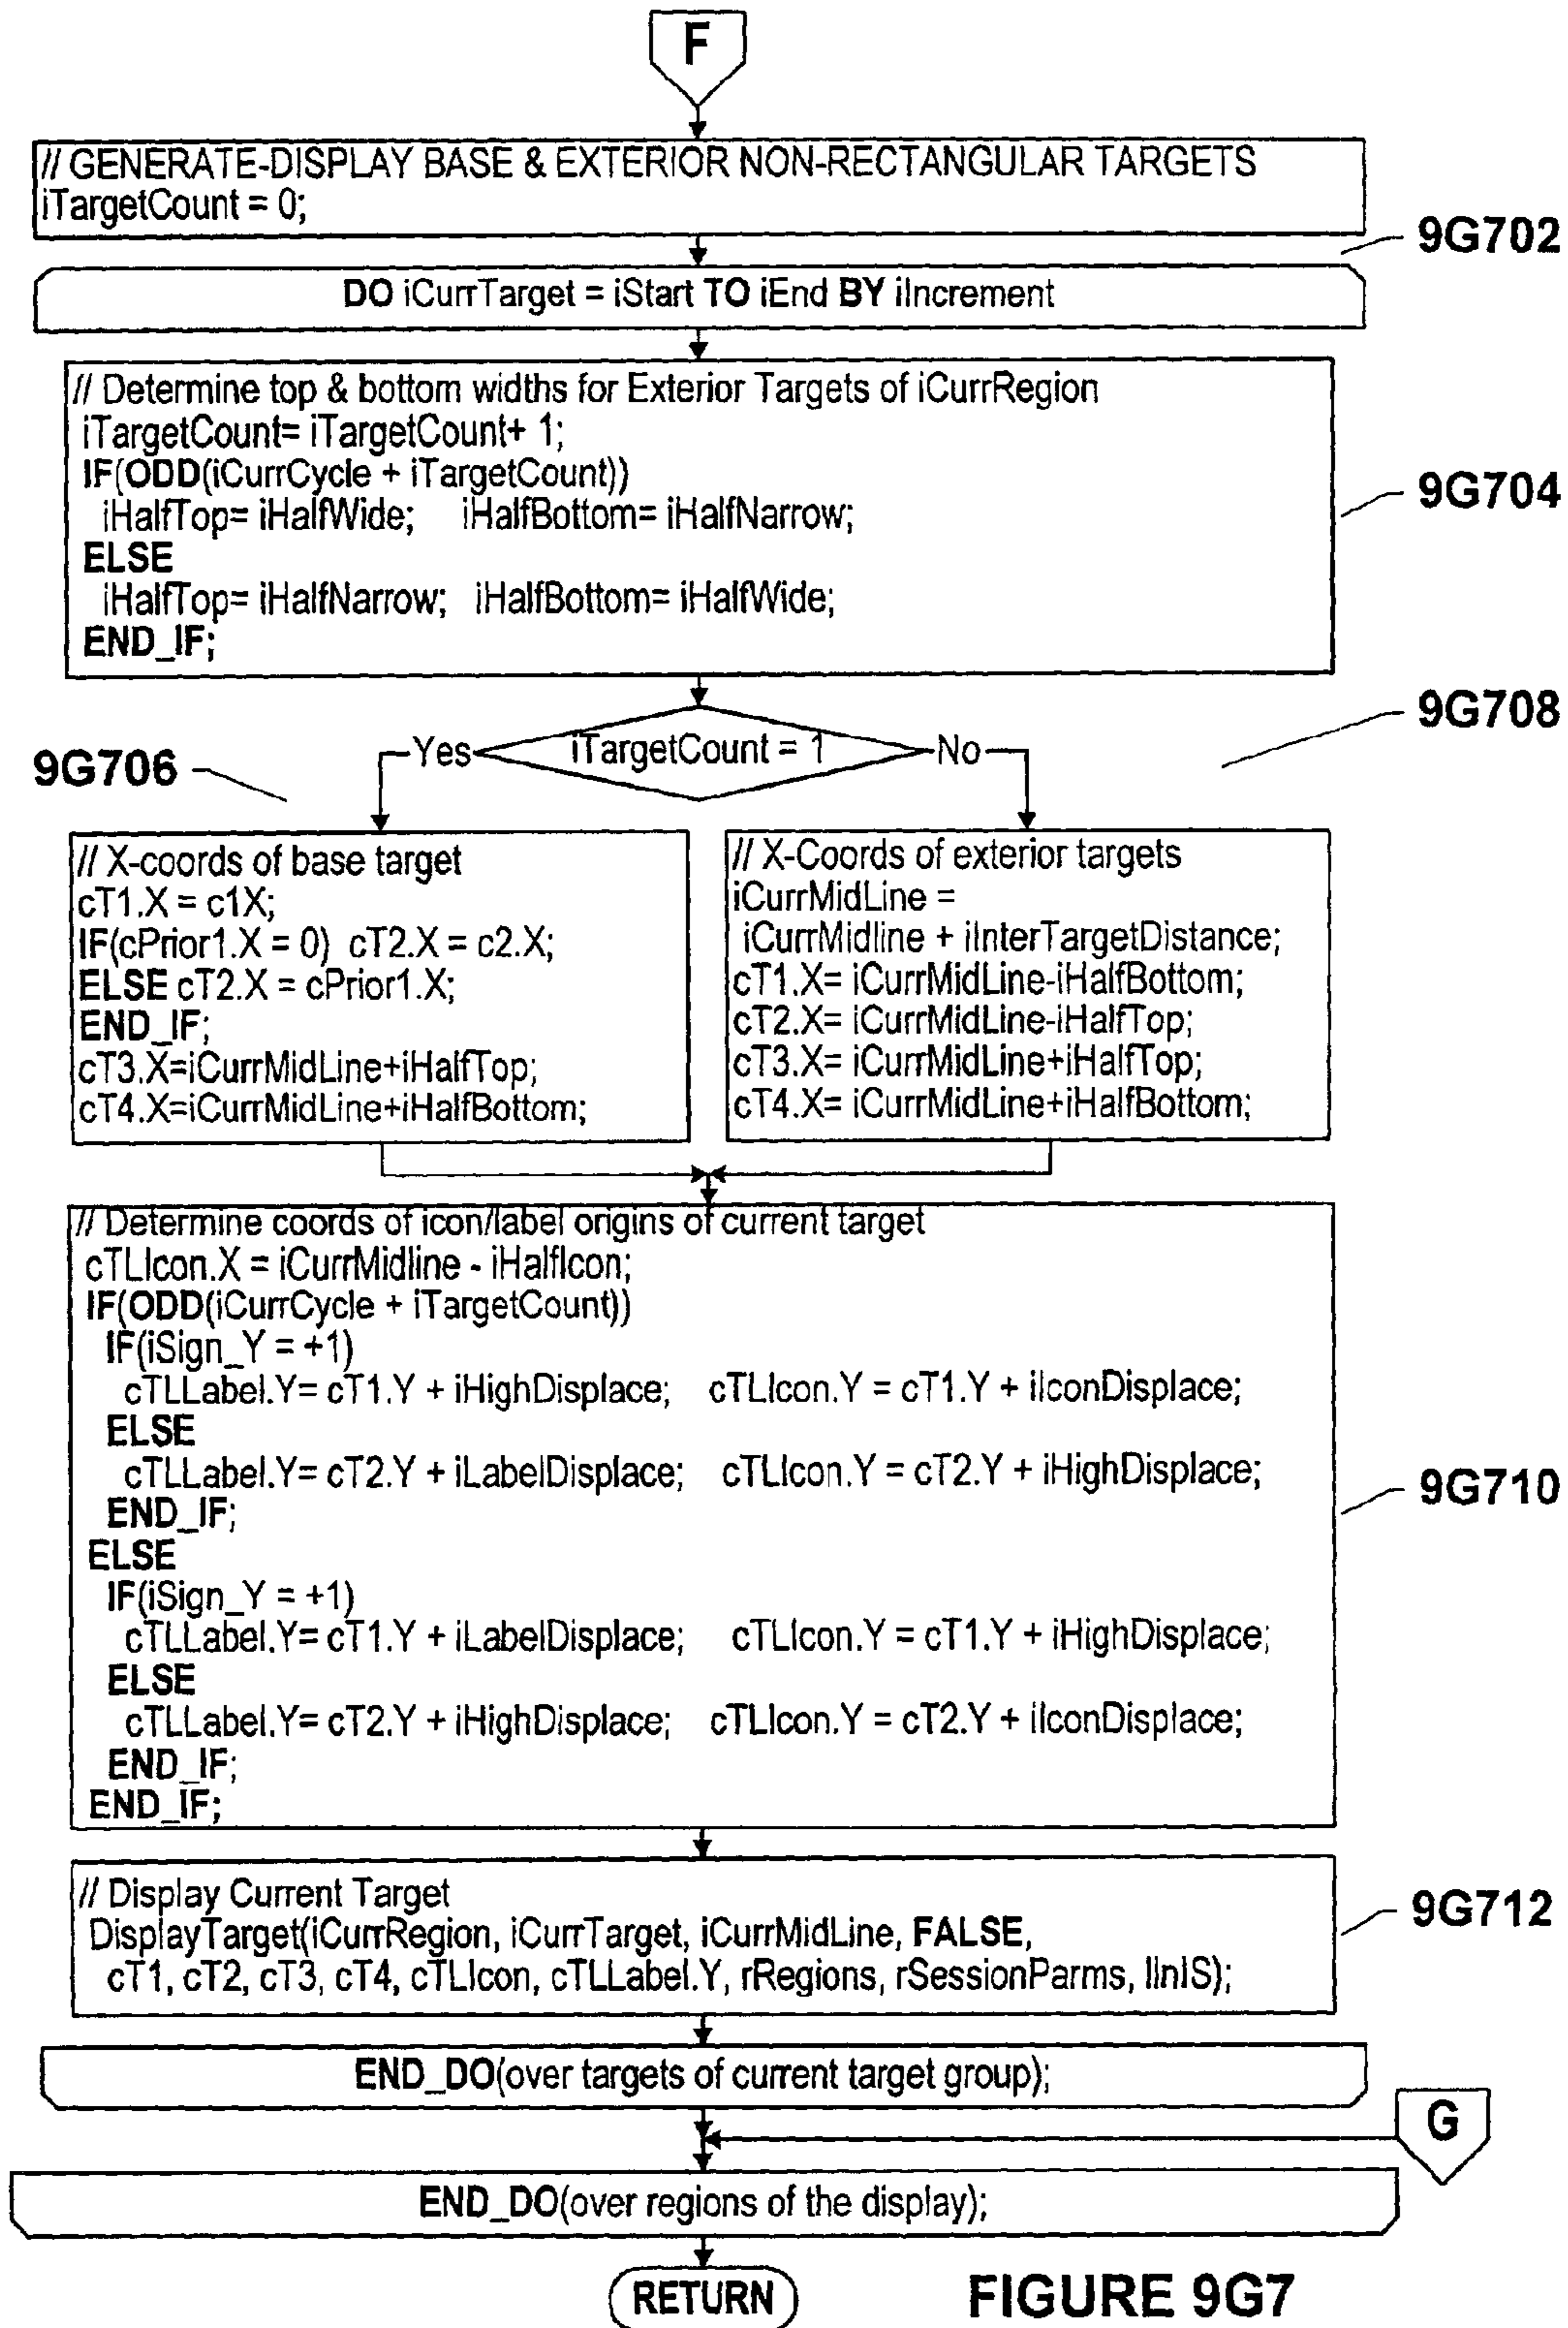 F
// GENERATE-DISPLAY BASE & EXTERIOR NON-RECTANGULAR TARGETS
iTargetCount = 0;
9G702
DO iCurrTarget = iStart TO iEnd BY iIncrement
// Determine top & bottom widths for Exterior Targets of iCurrRegion
iTargetCount= iTargetCount+ 1;
IF(ODD(iCurrCycle + iTargetCount))
iHalfTop= iHalfWide; iHalfBottom= iHalfNarrow;
ELSE
iHalfTop= iHalfNarrow; iHalfBottom= iHalfWide;
END_IF;
9G704
9G708
iTargetCount = 1
Yes
No
9G706
// X-coords of base target
cT1.X = c1X;
IF(cPrior1.X = 0) cT2.X = c2.X;
ELSE cT2.X = cPrior1.X;
END_IF;
cT3.X=iCurrMidLine+iHalfTop;
cT4.X=iCurrMidLine+iHalfBottom;
// X-Coords of exterior targets
iCurrMidLine =
iCurrMidline + iInterTargetDistance;
cT1.X= iCurrMidLine-iHalfBottom;
cT2.X= iCurrMidLine-iHalfTop;
cT3.X= iCurrMidLine+iHalfTop;
cT4.X= iCurrMidLine+iHalfBottom;
// Determine coords of icon/label origins of current target
cTLIcon.X = iCurrMidline - iHalfIcon;
IF(ODD(iCurrCycle + iTargetCount))
IF(iSign_Y = +1)
cTLLabel.Y= cT1.Y + iHighDisplace; cTLIcon.Y = cT1.Y + iIconDisplace;
ELSE
cTLLabel.Y= cT2.Y + iLabelDisplace; cTLIcon.Y = cT2.Y + iHighDisplace;
END_IF;
ELSE
IF(iSign_Y = +1)
cTLLabel.Y= cT1.Y + iLabelDisplace; cTLIcon.Y = cT1.Y + iHighDisplace;
ELSE
cTLLabel.Y= cT2.Y + iHighDisplace; cTLIcon.Y = cT2.Y + iIconDisplace;
END_IF;
END_IF;
9G710
// Display Current Target
DisplayTarget(iCurrRegion, iCurrTarget, iCurrMidLine, FALSE,
cT1, cT2, cT3, cT4, cTLIcon, cTLLabel.Y, rRegions, rSessionParms, lInIS);
9G712
END_DO(over targets of current target group);
G
END_DO(over regions of the display);
RETURN
FIGURE 9G7